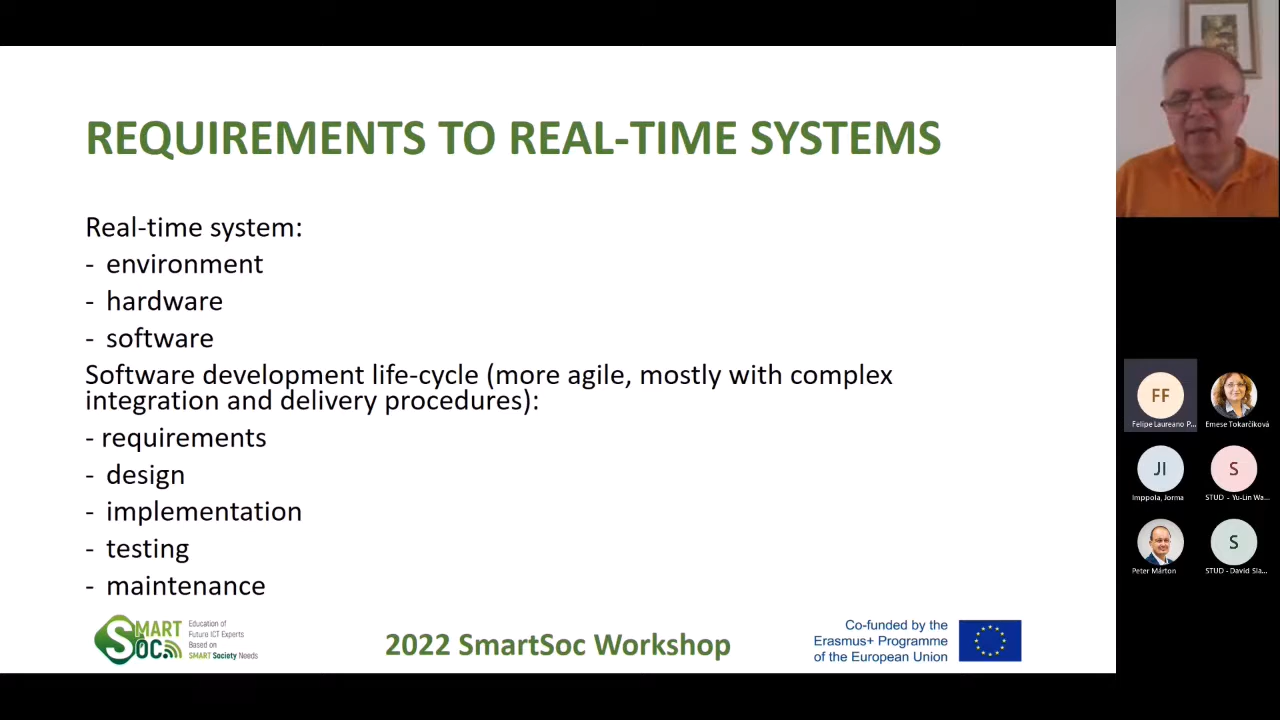 REQUIREMENTS TO REAL-TIME SYSTEMS
Real-time system:
- environment
- hardware
- software
Software development life-cycle (more agile, mostly with complex
integration and delivery procedures):
- requirements
- design
- implementation
- testing
- maintenance
SMART
SOC
Education of
Future ICT Experts
Based on
SMART Society Needs
2022 SmartSoc Workshop
Co-funded by the
Erasmus+ Programme
of the European Union
FF
Felipe Laureano P...
Emese Tokarčíková
JI
Imppola, Jorma
S
STUD - Yu-Lin Wa...
Peter Márton
S
STUD - David Sla...